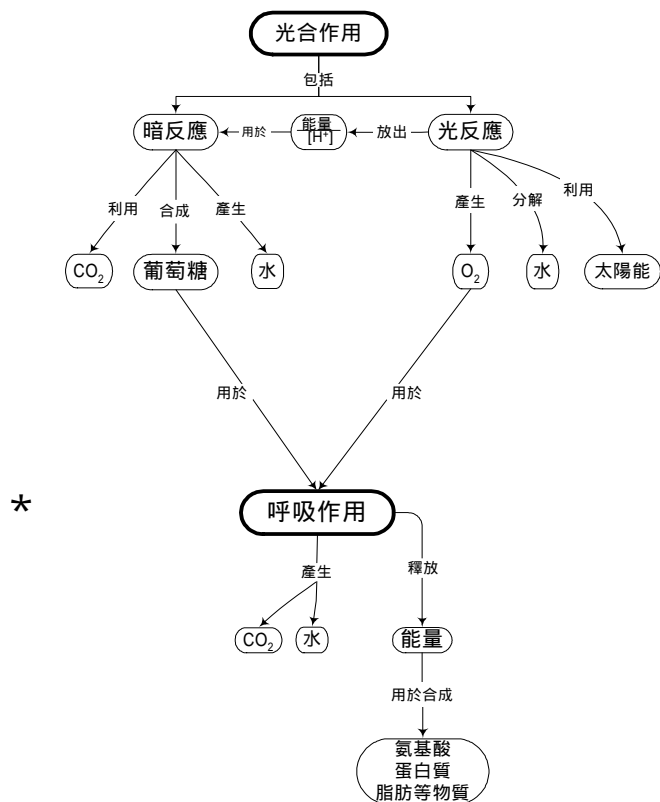 光合作用
包括
暗反應
用於
能量
[H⁺]
放出
光反應
利用
合成
產生
產生
分解
利用
CO₂
葡萄糖
水
O₂
水
太陽能
用於
用於
*
呼吸作用
產生
釋放
CO₂
水
能量
用於合成
氨基酸
蛋白質
脂肪等物質